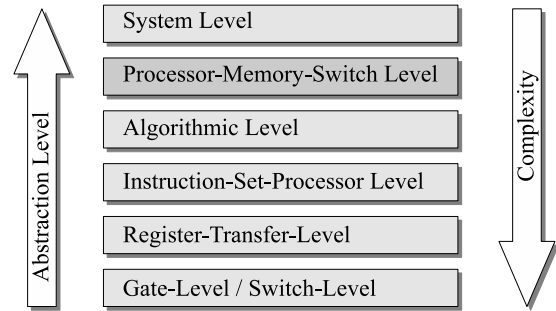 System Level
Processor-Memory-Switch Level
Algorithmic Level
Instruction-Set-Processor Level
Register-Transfer-Level
Gate-Level / Switch-Level
Abstraction Level
Complexity